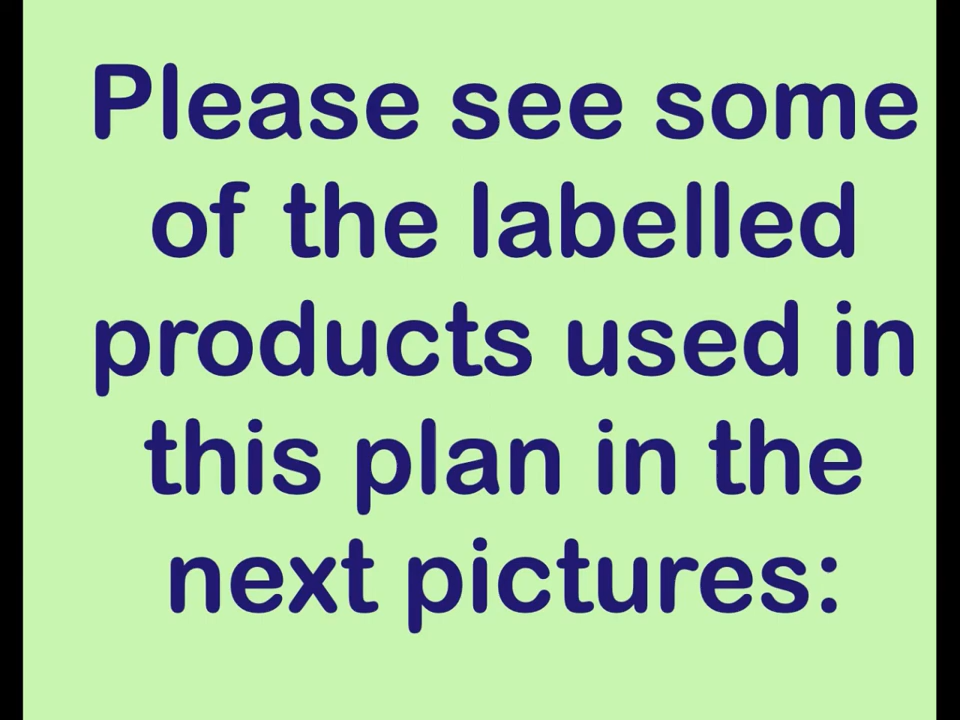 Please see some
of the labelled
products used in
this plan in the
next pictures: